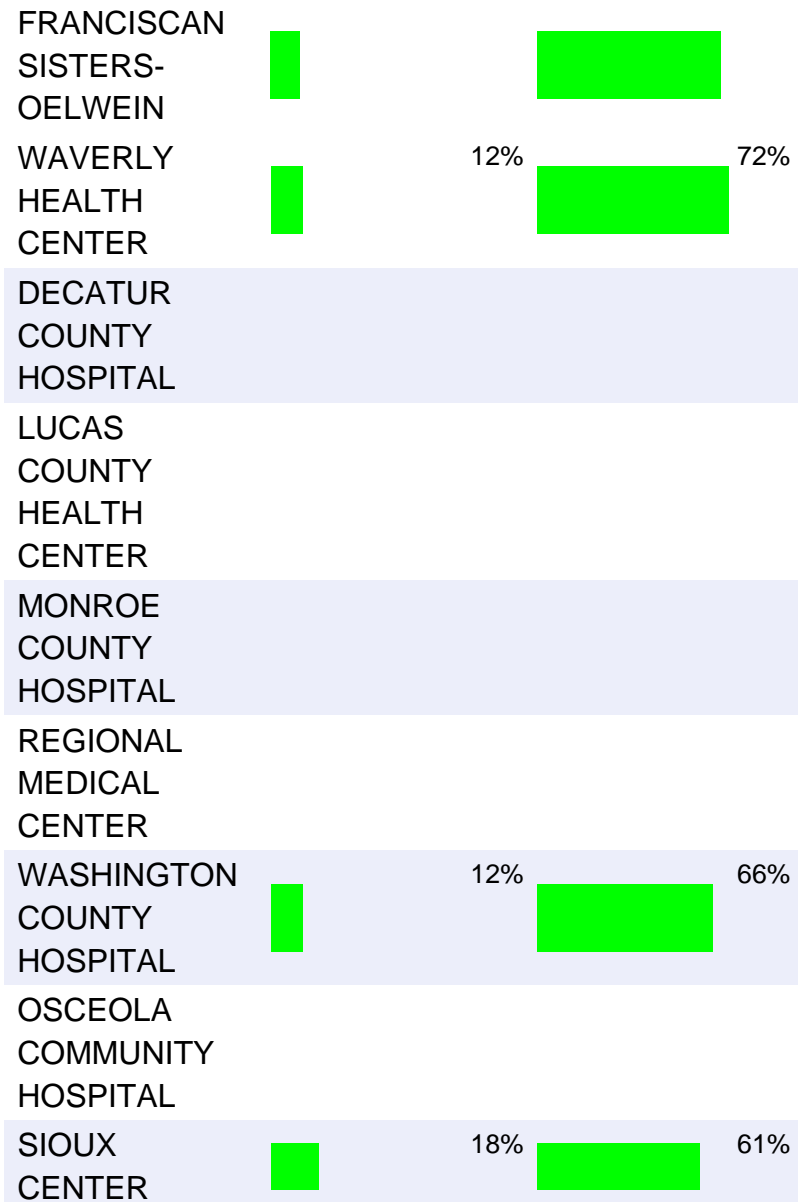 FRANCISCAN
SISTERS-
OELWEIN
WAVERLY 12% 72%
HEALTH
CENTER
DECATUR
COUNTY
HOSPITAL
LUCAS
COUNTY
HEALTH
CENTER
MONROE
COUNTY
HOSPITAL
REGIONAL
MEDICAL
CENTER
WASHINGTON 12% 66%
COUNTY
HOSPITAL
OSCEOLA
COMMUNITY
HOSPITAL
SIOUX 18% 61%
CENTER